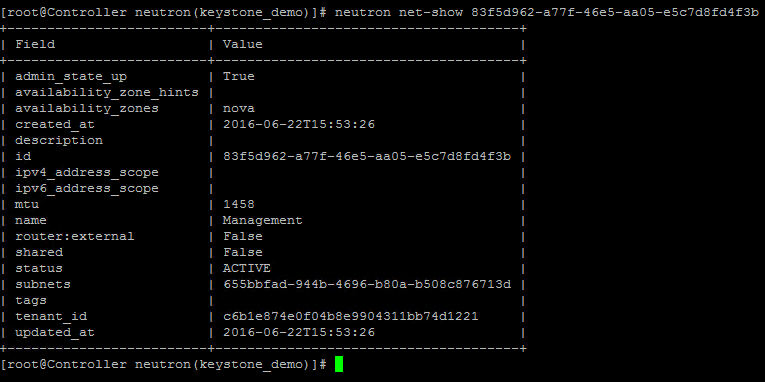 [root@Controller neutron(keystone_demo)]# neutron net-show 83f5d962-a77f-46e5-aa05-e5c7d8fd4f3b
+-------------------------+--------------------------------------+
| Field                   | Value                                |
+-------------------------+--------------------------------------+
| admin_state_up          | True                                 |
| availability_zone_hints |                                      |
| availability_zones      | nova                                 |
| created_at              | 2016-06-22T15:53:26                  |
| description             |                                      |
| id                      | 83f5d962-a77f-46e5-aa05-e5c7d8fd4f3b |
| ipv4_address_scope      |                                      |
| ipv6_address_scope      |                                      |
| mtu                     | 1458                                 |
| name                    | Management                           |
| router:external         | False                                |
| shared                  | False                                |
| status                  | ACTIVE                               |
| subnets                 | 655bbfad-944b-4696-b80a-b508c876713d |
| tags                    |                                      |
| tenant_id               | c6b1e874e0f04b8e9904311bb74d1221     |
| updated_at              | 2016-06-22T15:53:26                  |
+-------------------------+--------------------------------------+
[root@Controller neutron(keystone_demo)]#